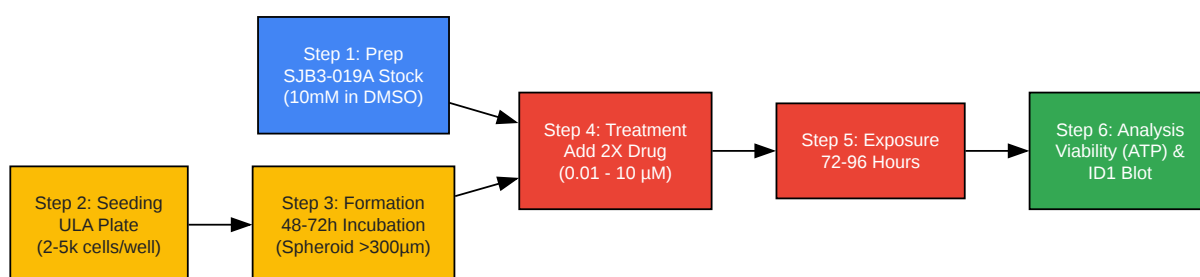 Step 1: Prep
SJB3-019A Stock
(10mM in DMSO)
Step 2: Seeding
ULA Plate
(2-5k cells/well)
Step 3: Formation
48-72h Incubation
(Spheroid >300µm)
Step 4: Treatment
Add 2X Drug
(0.01 - 10 µM)
Step 5: Exposure
72-96 Hours
Step 6: Analysis
Viability (ATP) &
ID1 Blot